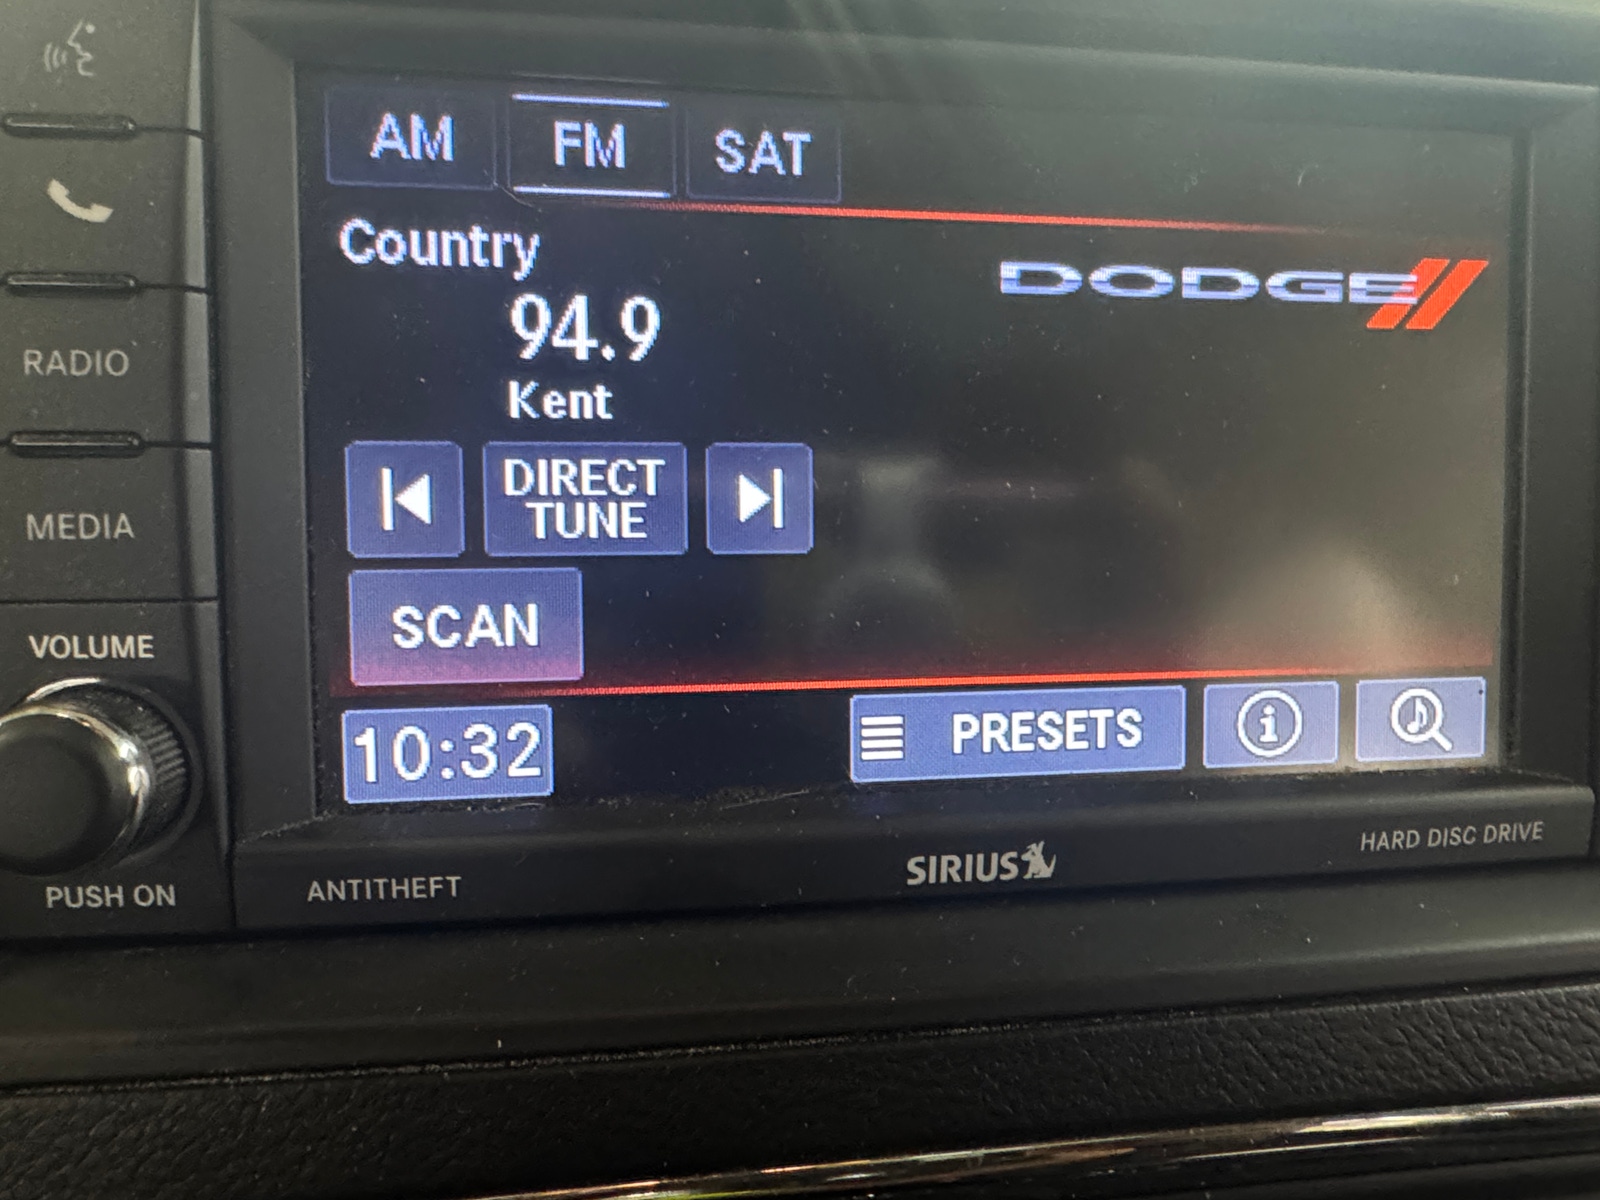 AM FM SAT
Country
DODGE
94.9
Kent
RADIO
DIRECT
TUNE
MEDIA
SCAN
VOLUME
10:32 PRESETS
HARD DISC DRIVE
SIRIUS
ANTITHEFT
PUSH ON